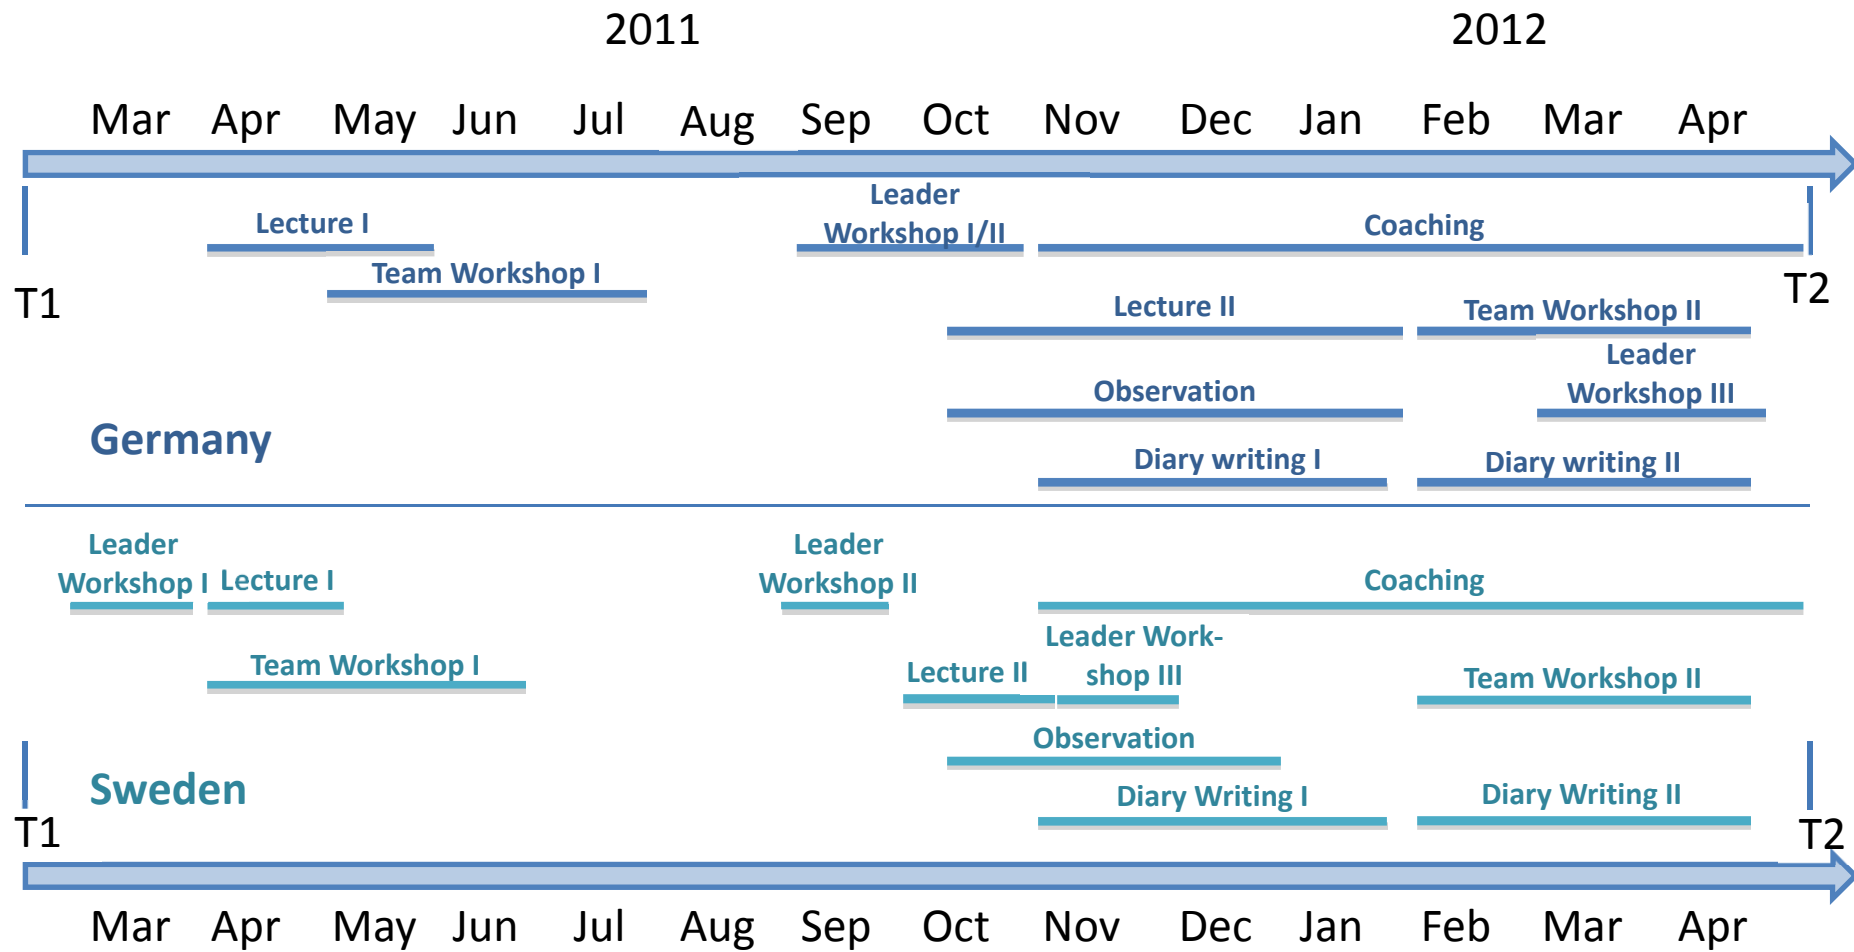 2011 2012
Mar Apr May Jun Jul Aug Sep Oct Nov Dec Jan Feb Mar Apr
Leader
Lecture I Workshop I/II Coaching
Team Workshop I
T1 T2
Lecture II Team Workshop II
Leader
Observation Workshop III
Germany
Diary writing I Diary writing II
Leader Leader
Workshop I Lecture I Workshop II Coaching
Leader Work-
Team Workshop I Lecture II shop III Team Workshop II
Observation
Sweden
Diary Writing I Diary Writing II
T1 T2
Mar Apr May Jun Jul Aug Sep Oct Nov Dec Jan Feb Mar Apr